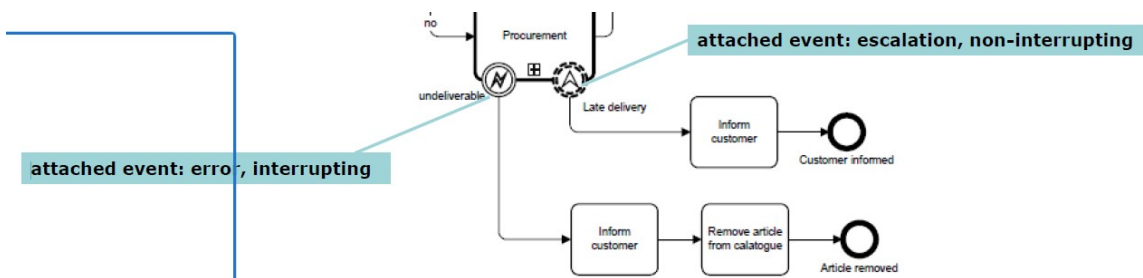 no
Procurement
attached event: escalation, non-interrupting
undeliverable
Late delivery
Inform
customer
Customer informed
attached event: error, interrupting
Inform
customer
Remove article
from calatogue
Article removed